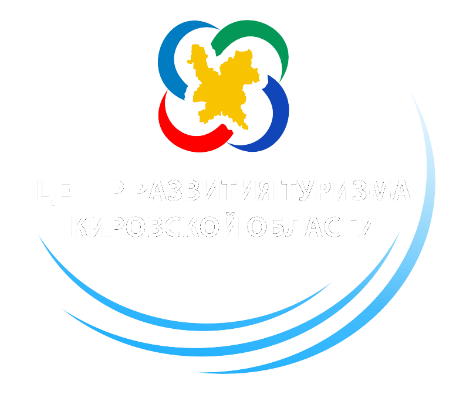 ЦЕНТР РАЗВИТИЯ ТУРИЗМА
КИРОВСКОЙ ОБЛАСТИ